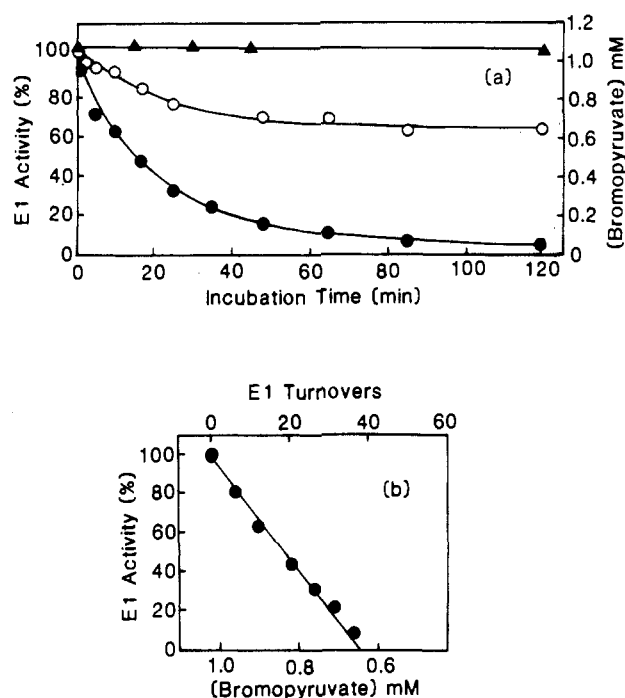 (a)
E1 Activity (%)
100
80
60
40
20
0
1.2
1.0
0.8
0.6
0.4
0.2
0
(Bromopyruvate) mM
0 20 40 60 80 100 120
Incubation Time (min)
E1 Turnovers
0 20 40 60
(b)
E1 Activity (%)
100
80
60
40
20
0
1.0 0.8 0.6
(Bromopyruvate) mM